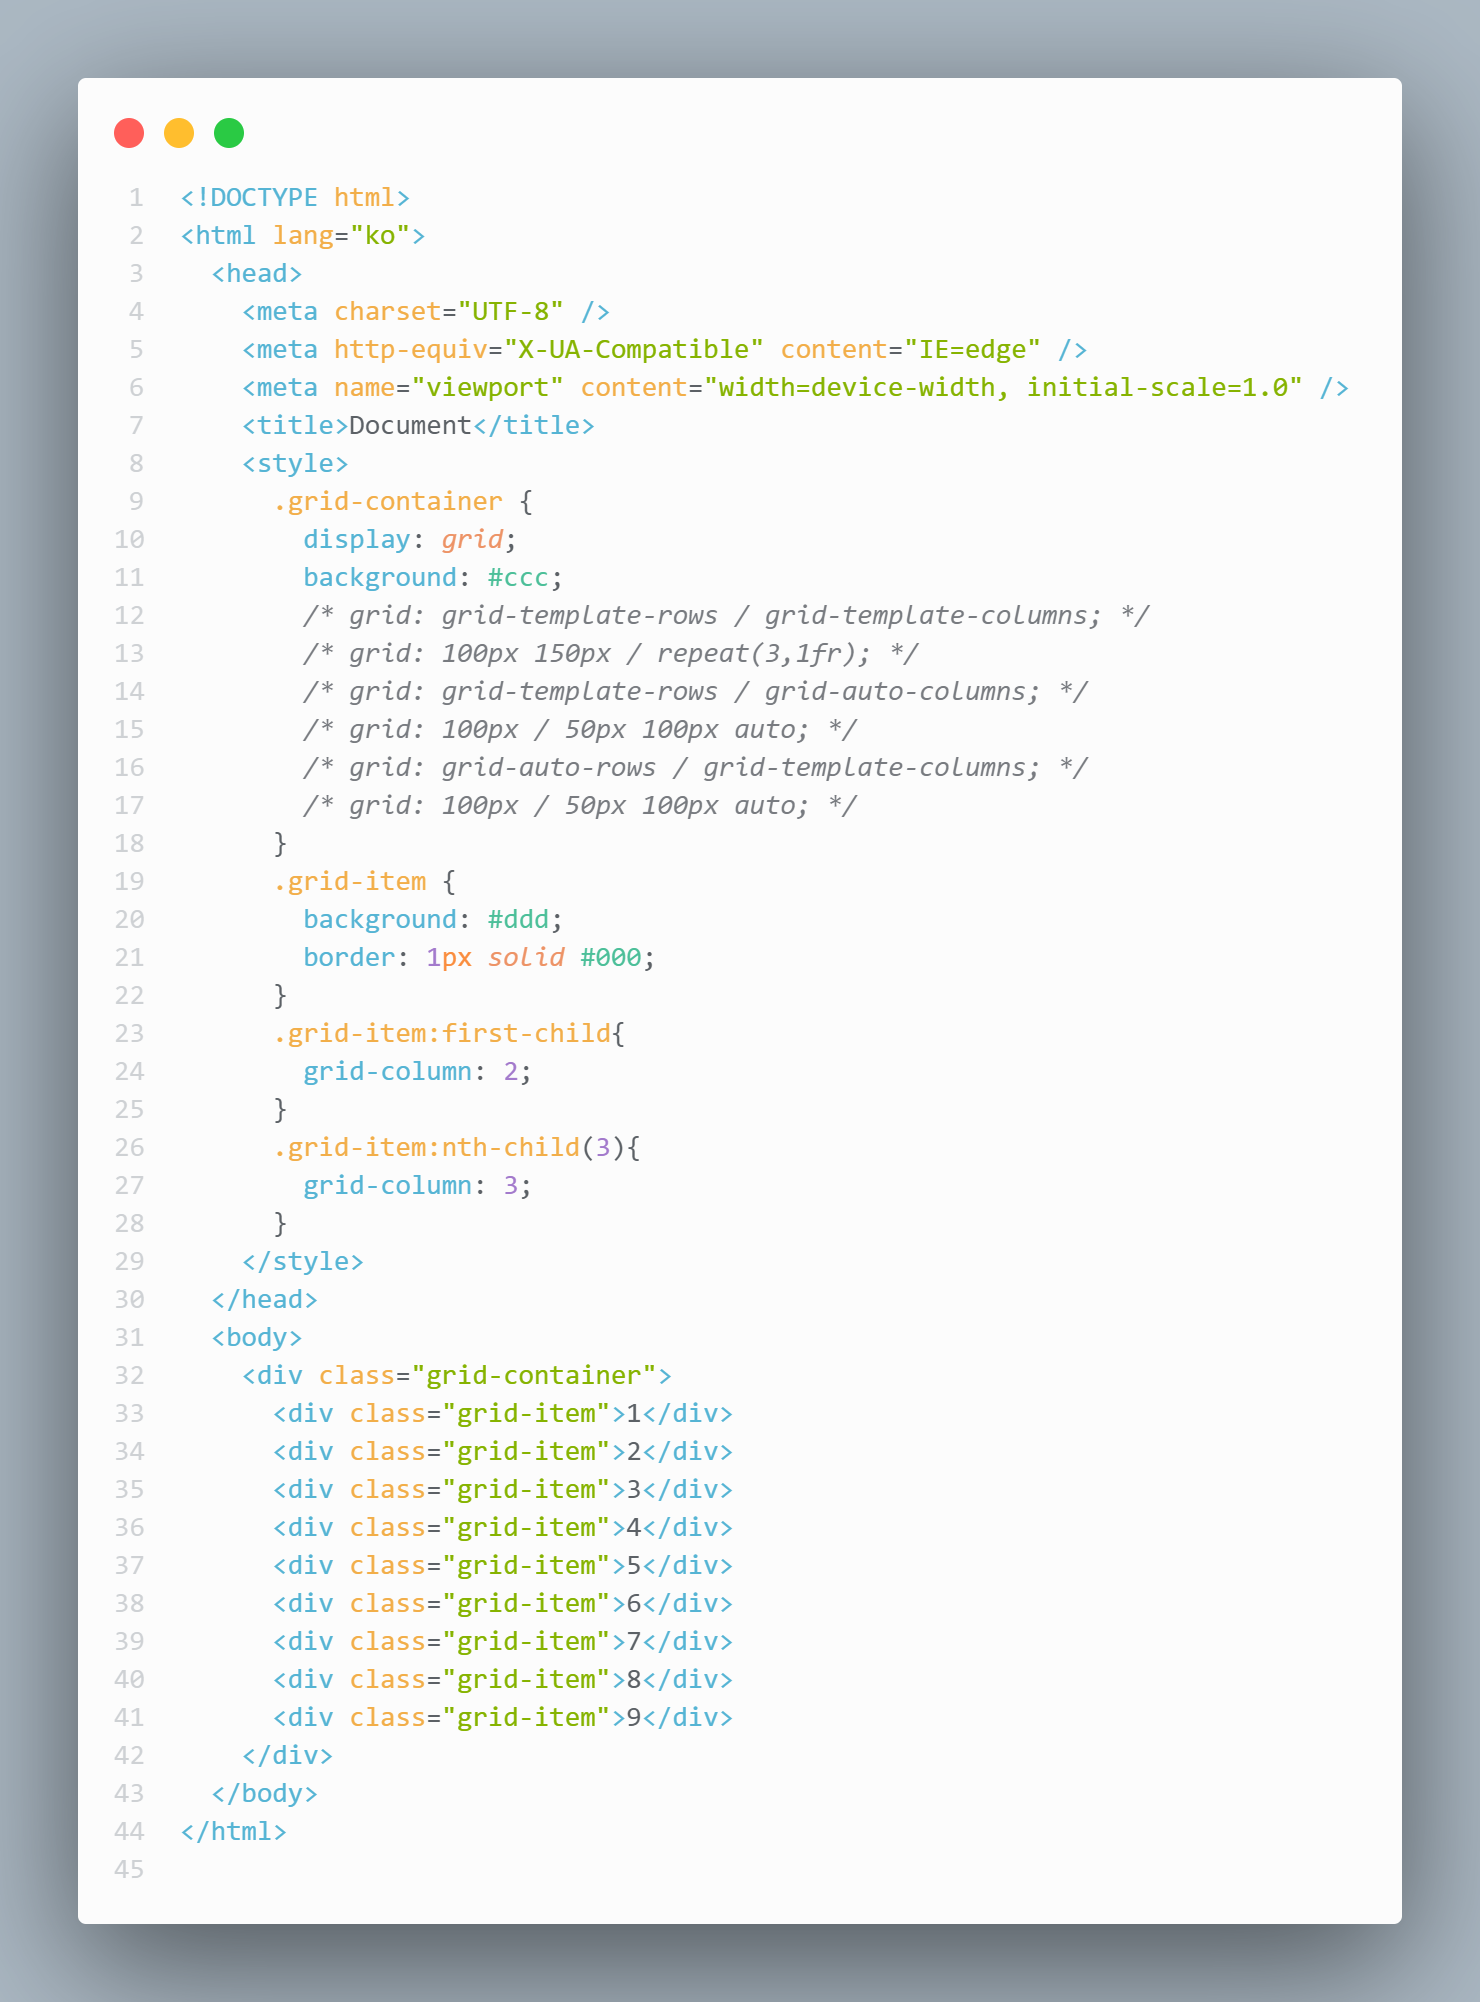 1 <!DOCTYPE html>
2 <html lang="ko">
3   <head>
4     <meta charset="UTF-8" />
5     <meta http-equiv="X-UA-Compatible" content="IE=edge" />
6     <meta name="viewport" content="width=device-width, initial-scale=1.0" />
7     <title>Document</title>
8     <style>
9       .grid-container {
10         display: grid;
11         background: #ccc;
12         /* grid: grid-template-rows / grid-template-columns; */
13         /* grid: 100px 150px / repeat(3,1fr); */
14         /* grid: grid-template-rows / grid-auto-columns; */
15         /* grid: 100px / 50px 100px auto; */
16         /* grid: grid-auto-rows / grid-template-columns; */
17         /* grid: 100px / 50px 100px auto; */
18       }
19       .grid-item {
20         background: #ddd;
21         border: 1px solid #000;
22       }
23       .grid-item:first-child{
24         grid-column: 2;
25       }
26       .grid-item:nth-child(3){
27         grid-column: 3;
28       }
29     </style>
30   </head>
31   <body>
32     <div class="grid-container">
33       <div class="grid-item">1</div>
34       <div class="grid-item">2</div>
35       <div class="grid-item">3</div>
36       <div class="grid-item">4</div>
37       <div class="grid-item">5</div>
38       <div class="grid-item">6</div>
39       <div class="grid-item">7</div>
40       <div class="grid-item">8</div>
41       <div class="grid-item">9</div>
42     </div>
43   </body>
44 </html>
45